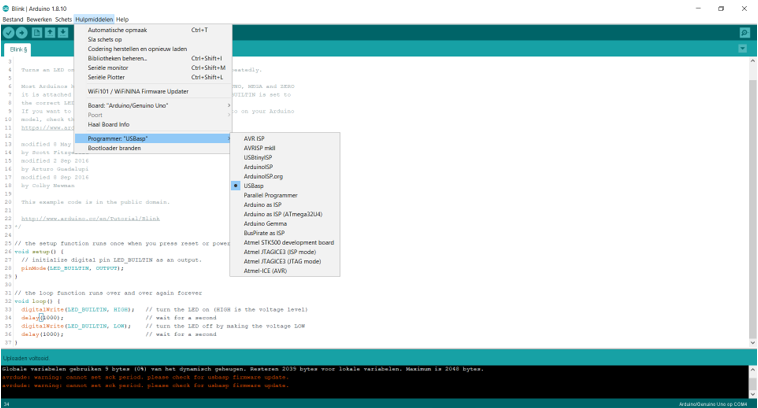 Blink | Arduino 1.8.10
Bestand Bewerken Schets Hulpmiddelen Help
Automatische opmaak Ctrl+T
Sla schets op
Codering herstellen en opnieuw laden
Bibliotheken beheren... Ctrl+Shift+I
Seriële monitor Ctrl+Shift+M
Seriële Plotter Ctrl+Shift+L
WiFi101 / WiFiNINA Firmware Updater
Board: "Arduino/Genuino Uno"
Poort
Haal Board Info
Programmer: "USBasp"
Bootloader branden
AVR ISP
AVRISP mkII
USBtinyISP
ArduinoISP
ArduinoISP.org
USBasp
Parallel Programmer
Arduino as ISP
Arduino as ISP (ATmega32U4)
Arduino Gemma
BusPirate as ISP
Atmel STK500 development board
Atmel JTAGICE3 (ISP mode)
Atmel JTAGICE3 (JTAG mode)
Atmel-ICE (AVR)
Blink §
3
4 Turns an LED on eatedly.
5
6 Most Arduinos h NO, MEGA and ZERO
7 it is attached UILTIN is set to
8 the correct LED
9 If you want to o on your Arduino
10 model, check th
11 https://www.ard
12
13 modified 8 May
14 by Scott Fitzge
15 modified 2 Sep 2016
16 by Arturo Guadalupi
17 modified 8 Sep 2016
18 by Colby Newman
19
20 This example code is in the public domain.
21
22 http://www.arduino.cc/en/Tutorial/Blink
23 */
24
25 // the setup function runs once when you press reset or power
26 void setup() {
27 // initialize digital pin LED_BUILTIN as an output.
28 pinMode(LED_BUILTIN, OUTPUT);
29 }
30
31 // the loop function runs over and over again forever
32 void loop() {
33 digitalWrite(LED_BUILTIN, HIGH); // turn the LED on (HIGH is the voltage level)
34 delay(1000); // wait for a second
35 digitalWrite(LED_BUILTIN, LOW); // turn the LED off by making the voltage LOW
36 delay(1000); // wait for a second
37 }
Uploaden voltooid
Globale variabelen gebruiken 9 bytes (0%) van het dynamisch geheugen. Resteren 2039 bytes voor lokale variabelen. Maximum is 2048 bytes.
avrdude: warning: cannot set sck period. please check for usbasp firmware update.
avrdude: warning: cannot set sck period. please check for usbasp firmware update.
34 Arduino/Genuino Uno op COM4